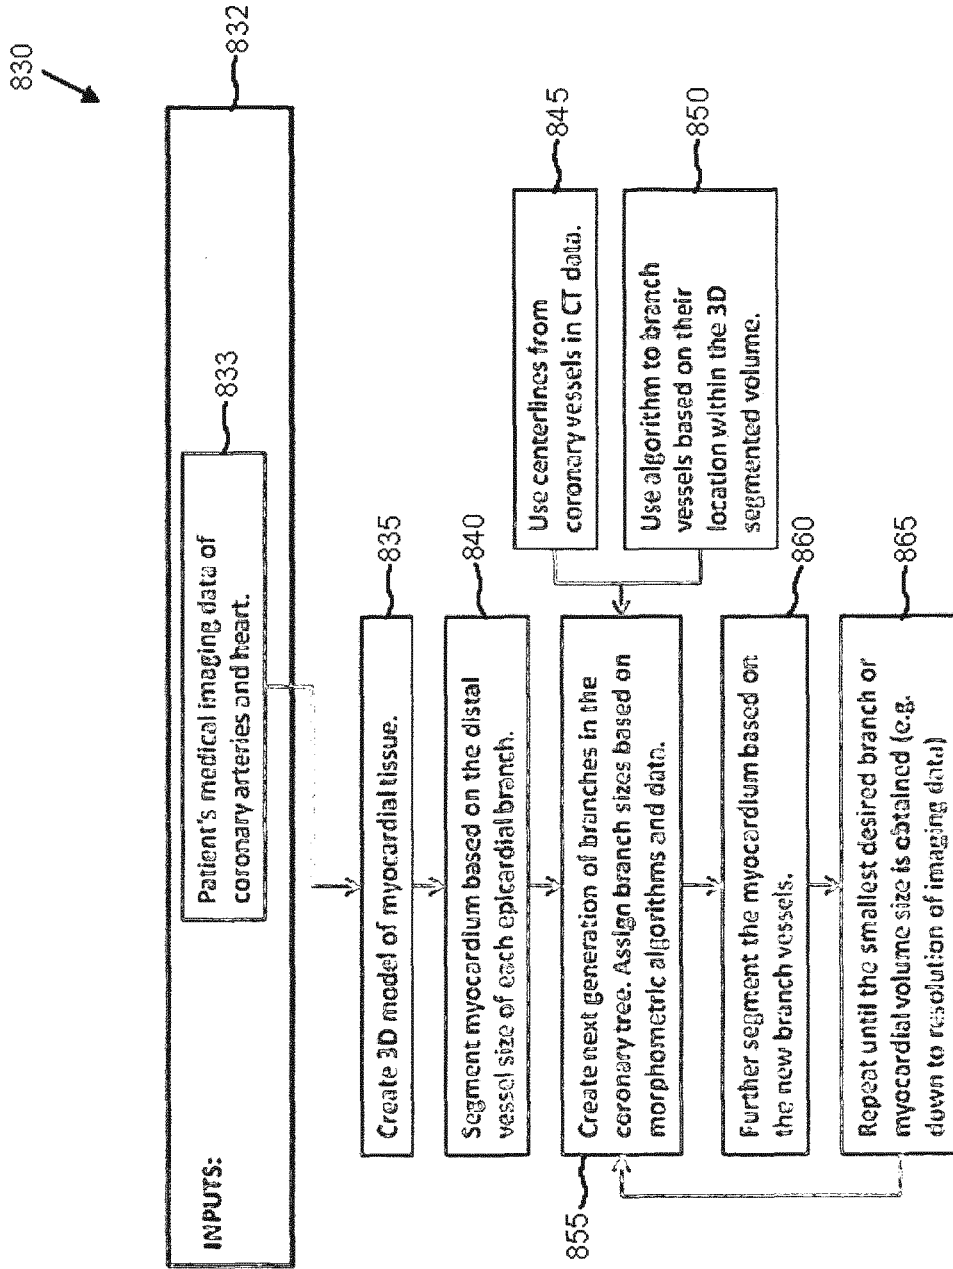 830
832
INPUTS:
833
Patient's medical imaging data of
coronary arteries and heart.
835
Create 3D model of myocardial tissue.
840
Segment myocardium based on the distal
vessel size of each epicardial branch.
845
Use centerlines from
coronary vessels in CT data.
850
Use algorithm to branch
vessels based on their
location within the 3D
segmented volume.
855
Create next generation of branches in the
coronary tree. Assign branch sizes based on
morphometric algorithms and data.
860
Further segment the myocardium based on
the new branch vessels.
865
Repeat until the smallest desired branch or
myocardial volume size is obtained (e.g.
down to resolution of imaging data)